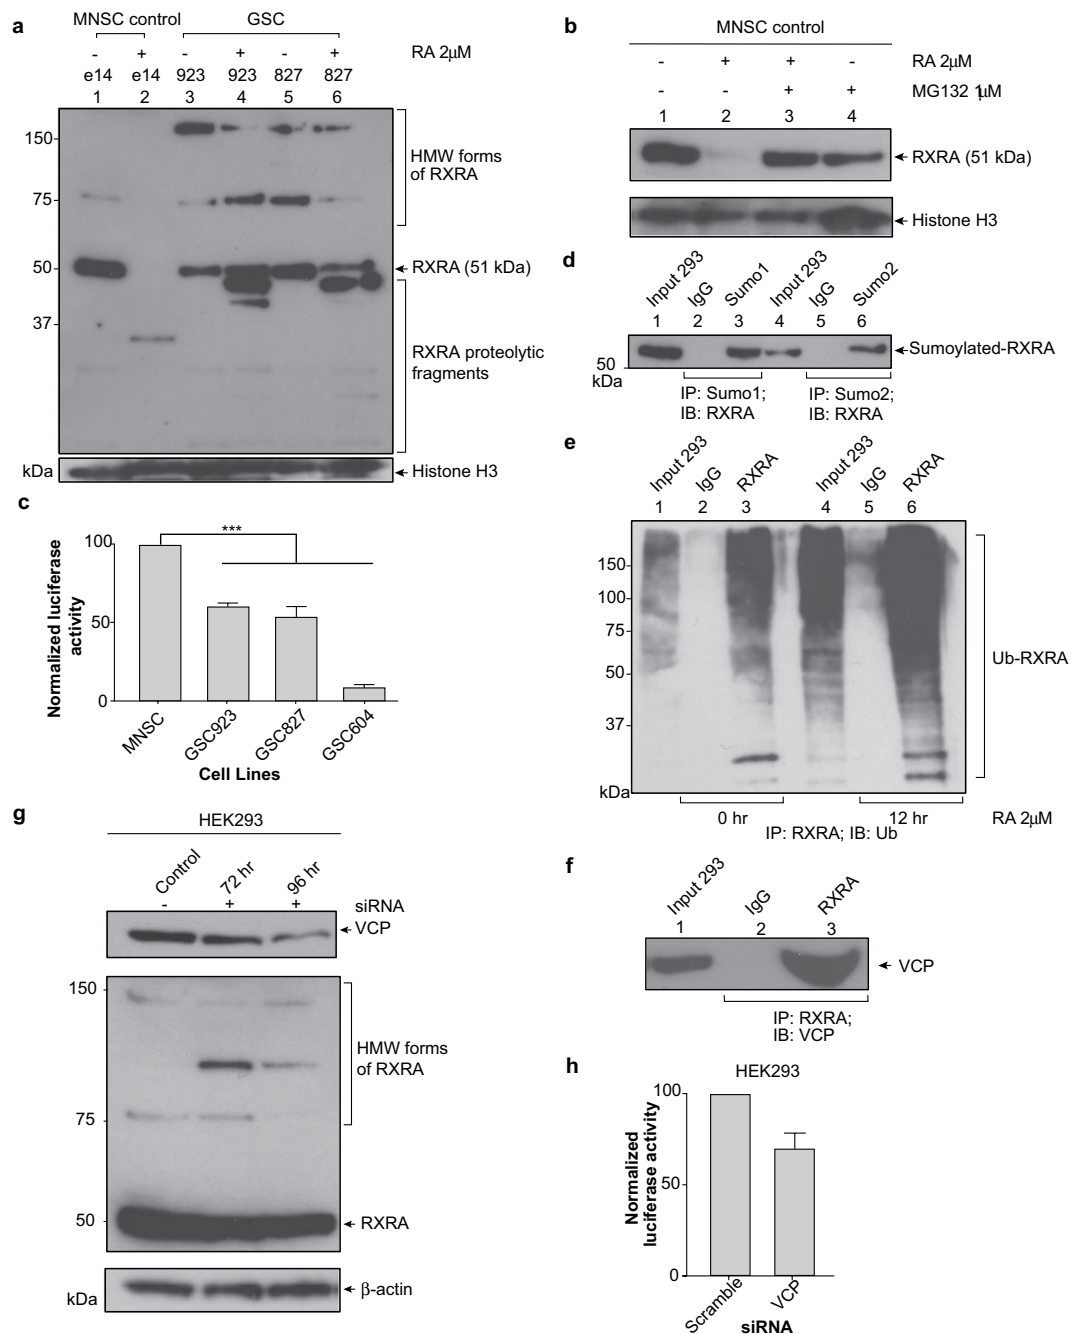 a
MNSC control GSC
- + - + - + RA 2µM
e14 e14 923 923 827 827
1 2 3 4 5 6
150
75
50
37
kDa
HMW forms
of RXRA
RXRA (51 kDa)
RXRA proteolytic
fragments
Histone H3
b
MNSC control
- + + - RA 2µM
- - + + MG132 1µM
1 2 3 4
RXRA (51 kDa)
Histone H3
c
Normalized luciferase
activity
100
50
0
***
MNSC GSC923 GSC827 GSC604
Cell Lines
d
Input 293 IgG Sumo1 Input 293 IgG Sumo2
1 2 3 4 5 6
Sumoylated-RXRA
50
kDa
IP: Sumo1;
IB: RXRA
IP: Sumo2;
IB: RXRA
e
Input 293 IgG RXRA Input 293 IgG RXRA
1 2 3 4 5 6
150
100
75
50
37
kDa
Ub-RXRA
0 hr 12 hr RA 2µM
IP: RXRA; IB: Ub
f
Input 293 IgG RXRA
1 2 3
VCP
IP: RXRA;
IB: VCP
g
HEK293
Control 72 hr 96 hr
- + + siRNA
VCP
150
75
50
kDa
HMW forms
of RXRA
RXRA
β-actin
h
HEK293
Normalized
luciferase activity
100
50
0
Scramble VCP
siRNA